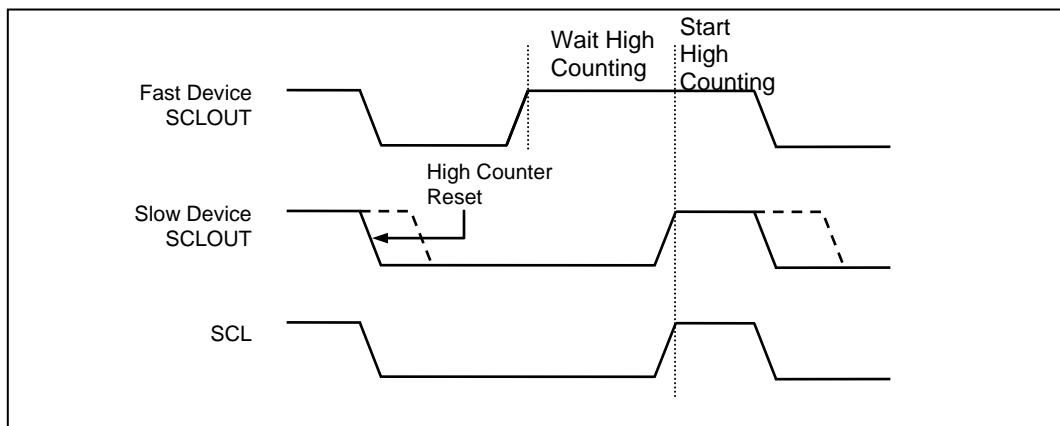 Wait High
Counting
Start
High
Counting
Fast Device
SCLOUT
High Counter
Reset
Slow Device
SCLOUT
SCL